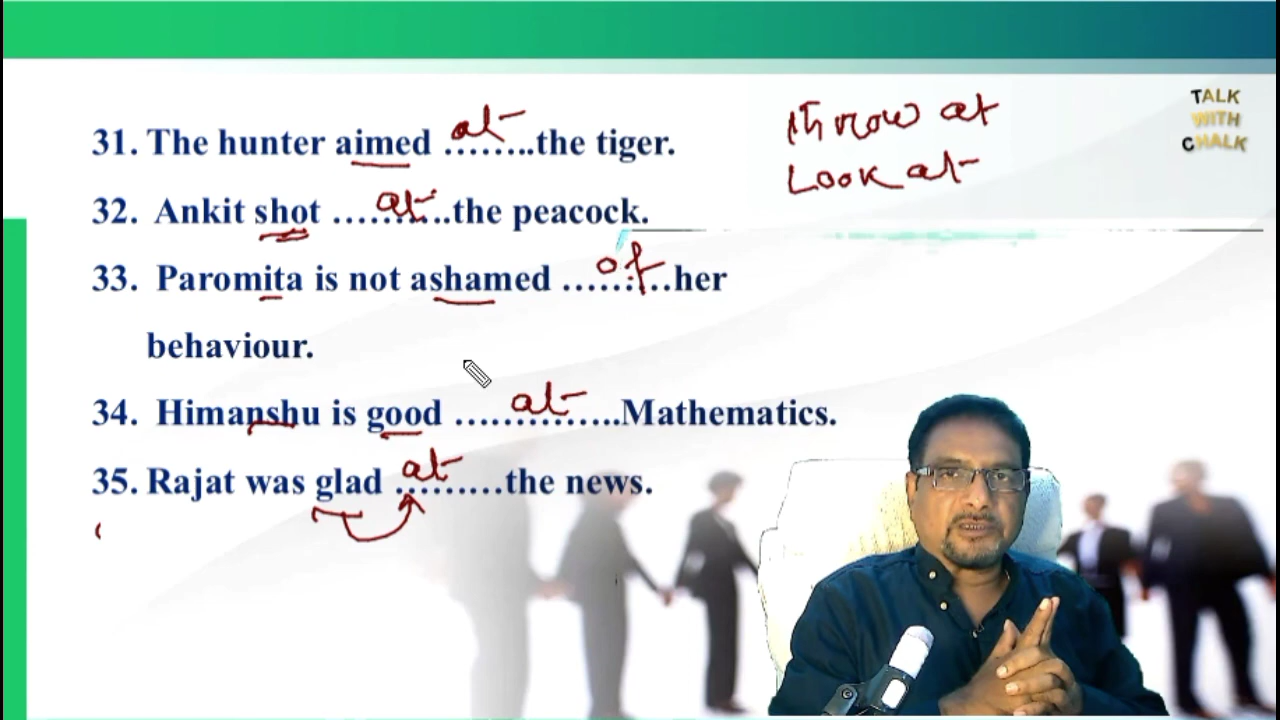 TALK
WITH
CHALK
throw at
Look at
31. The hunter aimed ...at.....the tiger.
32. Ankit shot ......at....the peacock.
33. Paromita is not ashamed ......of...her
behaviour.
34. Himanshu is good ......at........Mathematics.
35. Rajat was glad at.........the news.